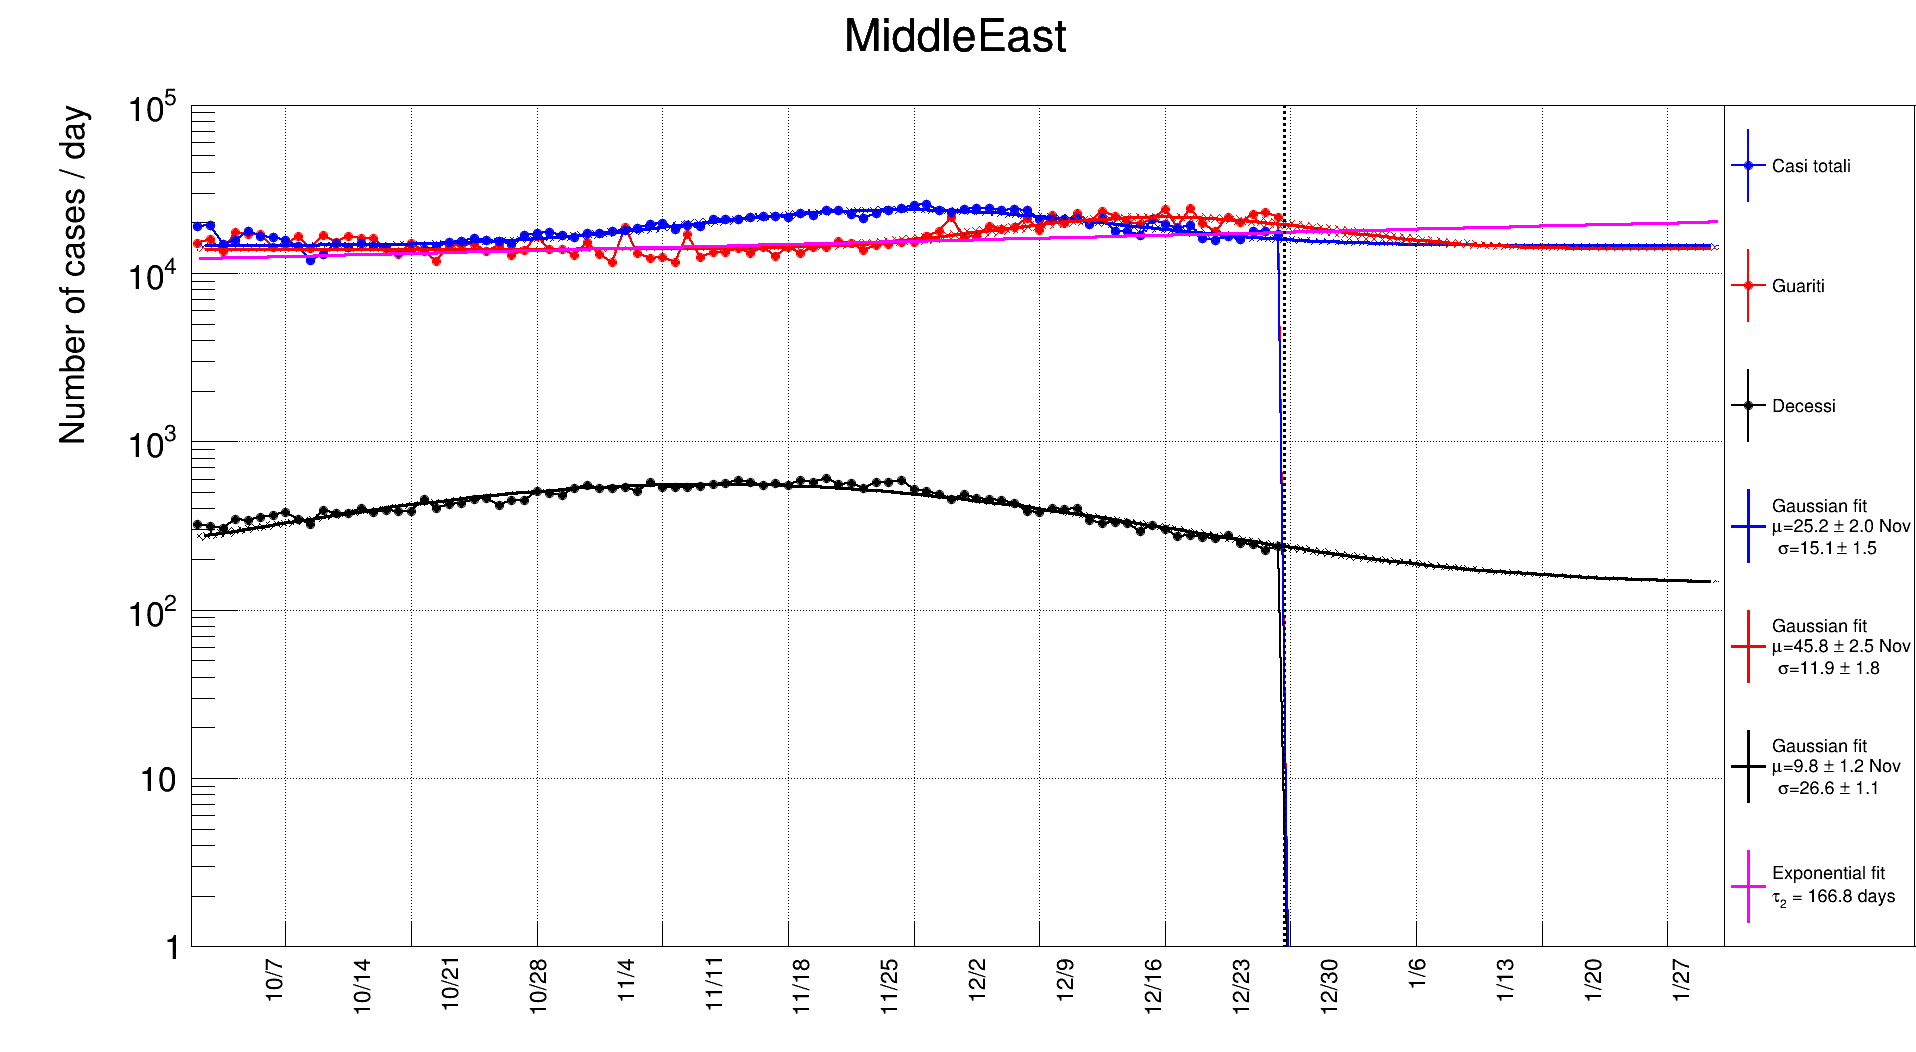 MiddleEast
Number of cases / day
10^5
10^4
10^3
10^2
10
1
10/7
10/14
10/21
10/28
11/4
11/11
11/18
11/25
12/2
12/9
12/16
12/23
12/30
1/6
1/13
1/20
1/27
Casi totali
Guariti
Decessi
Gaussian fit
μ=25.2 ± 2.0 Nov
σ=15.1 ± 1.5
Gaussian fit
μ=45.8 ± 2.5 Nov
σ=11.9 ± 1.8
Gaussian fit
μ=9.8 ± 1.2 Nov
σ=26.6 ± 1.1
Exponential fit
τ₂ = 166.8 days